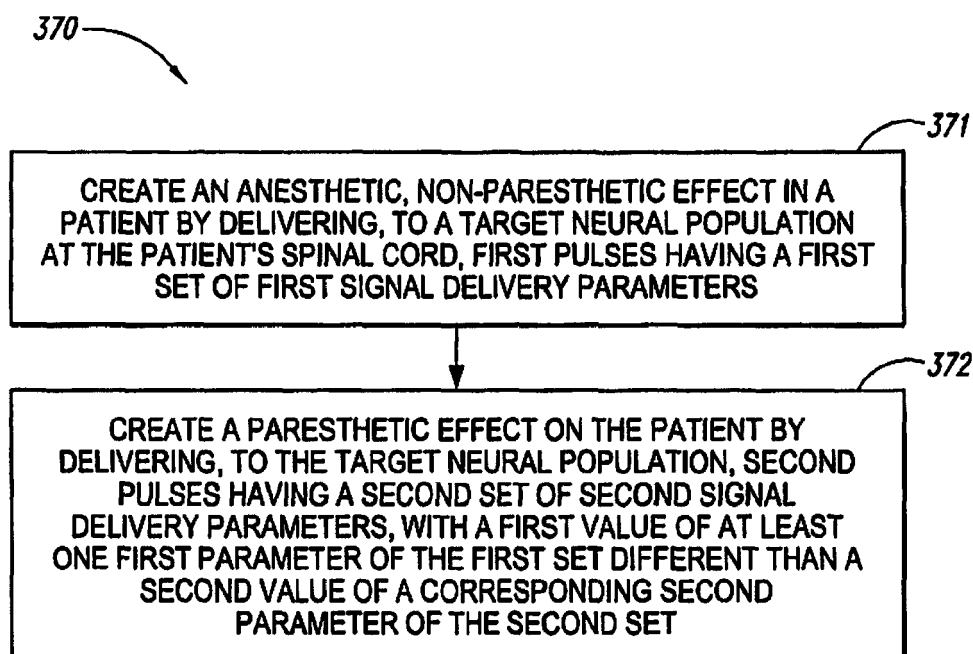 370
371
CREATE AN ANESTHETIC, NON-PARESTHETIC EFFECT IN A
PATIENT BY DELIVERING, TO A TARGET NEURAL POPULATION
AT THE PATIENT'S SPINAL CORD, FIRST PULSES HAVING A FIRST
SET OF FIRST SIGNAL DELIVERY PARAMETERS
372
CREATE A PARESTHETIC EFFECT ON THE PATIENT BY
DELIVERING, TO THE TARGET NEURAL POPULATION, SECOND
PULSES HAVING A SECOND SET OF SECOND SIGNAL
DELIVERY PARAMETERS, WITH A FIRST VALUE OF AT LEAST
ONE FIRST PARAMETER OF THE FIRST SET DIFFERENT THAN A
SECOND VALUE OF A CORRESPONDING SECOND
PARAMETER OF THE SECOND SET